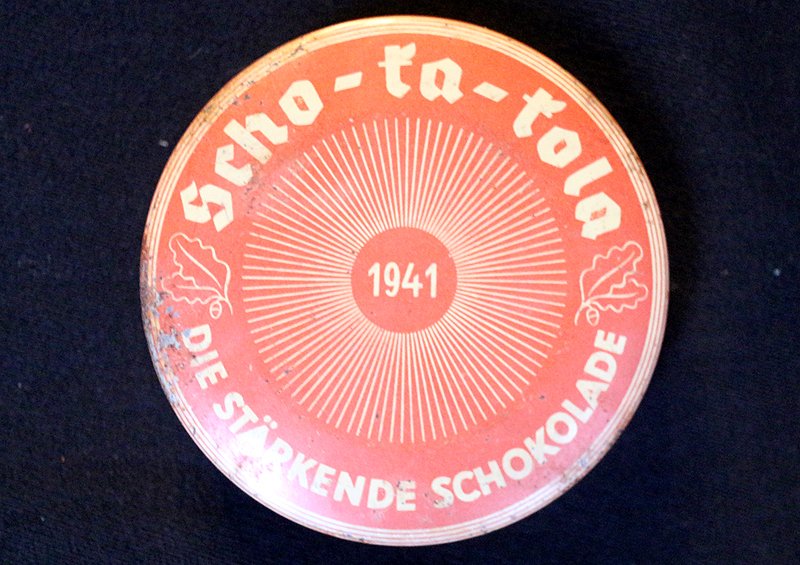 Scho-ka-kola
1941
DIE STÄRKENDE SCHOKOLADE